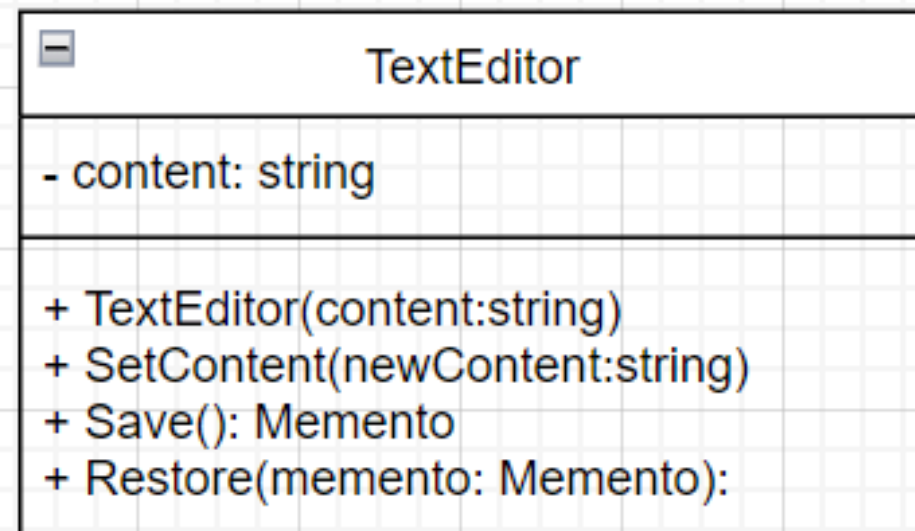 TextEditor
- content: string
+ TextEditor(content:string)
+ SetContent(newContent:string)
+ Save(): Memento
+ Restore(memento: Memento):